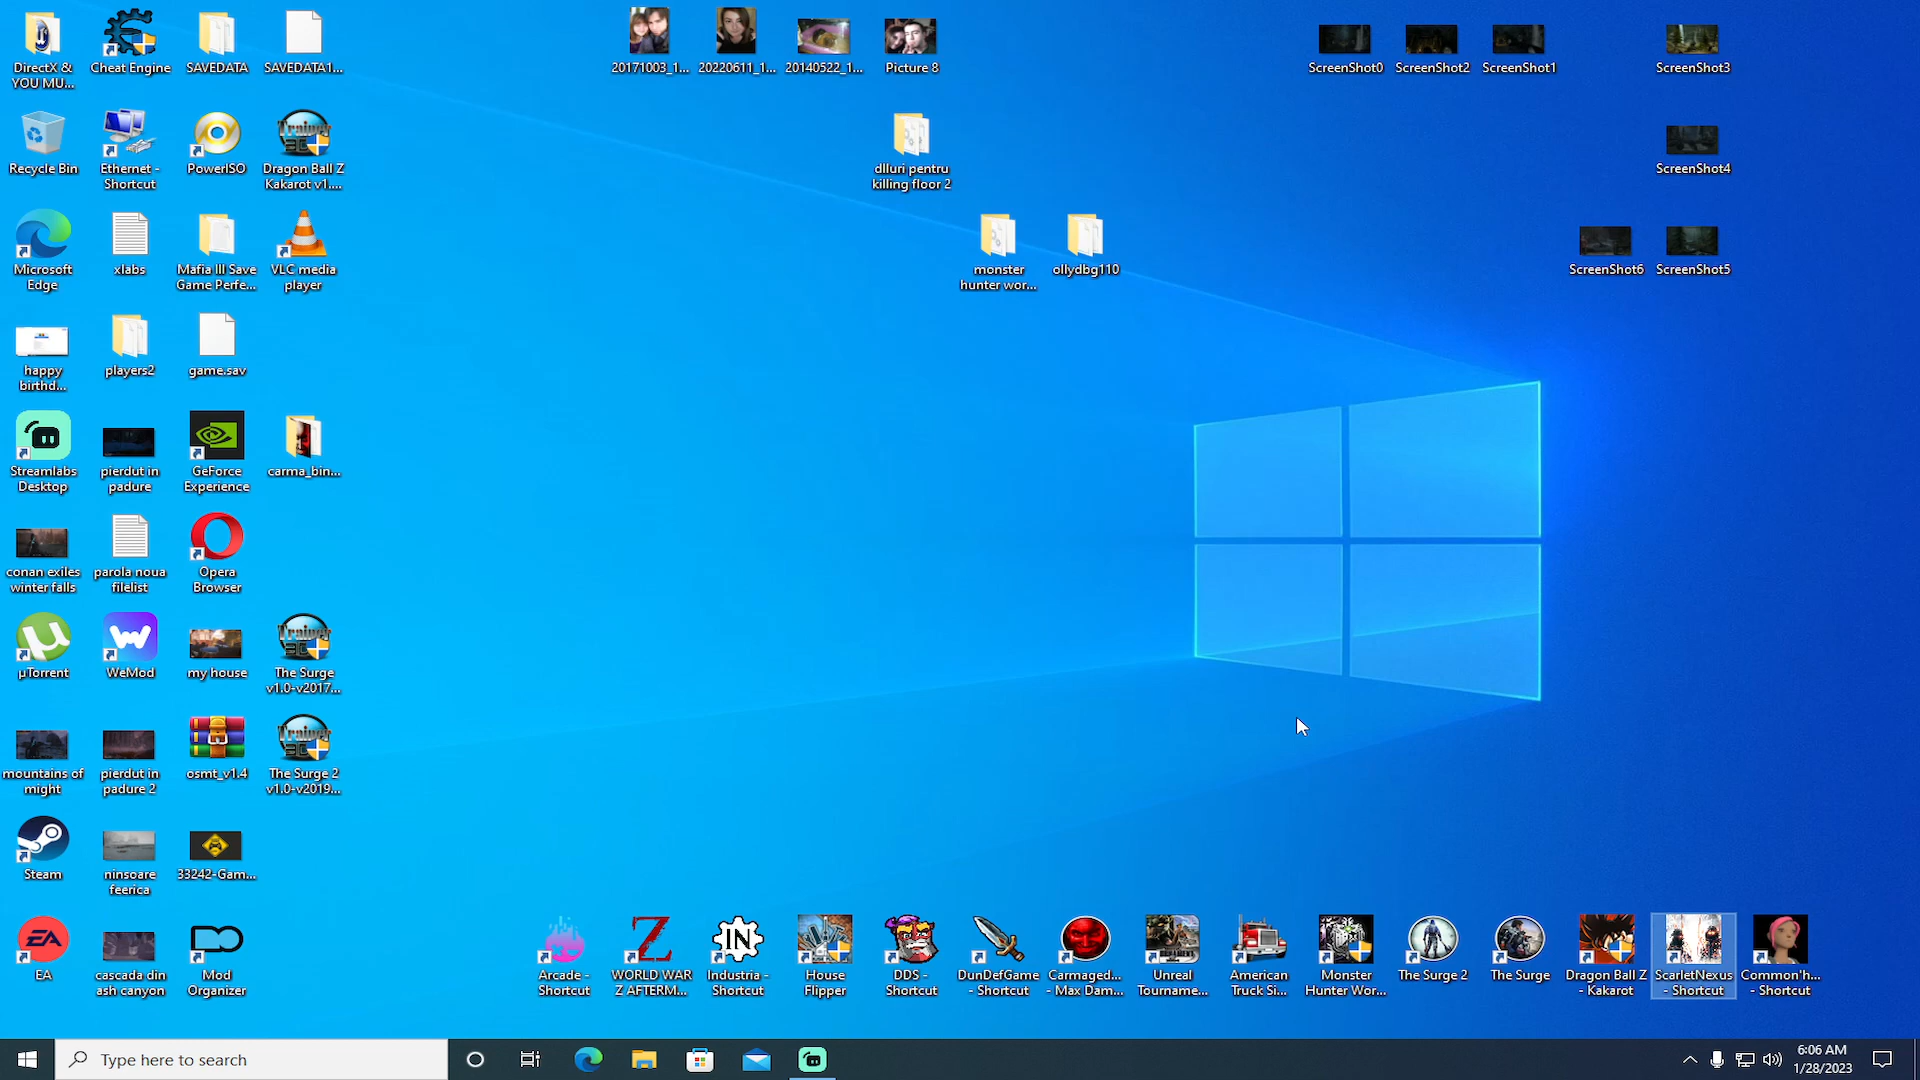 DirectX &
YOU MU...
Cheat Engine
SAVEDATA
SAVEDATA1...
20171003_1...
20220611_1...
20140522_1...
Picture 8
ScreenShot0
ScreenShot2
ScreenShot1
ScreenShot3
Recycle Bin
Ethernet -
Shortcut
PowerISO
Trainer
Dragon Ball Z
Kakarot v1....
dlluri pentru
killing floor 2
ScreenShot4
Microsoft
Edge
xlabs
Mafia III Save
Game Perfe...
VLC media
player
monster
hunter wor...
ollydbg110
ScreenShot6
ScreenShot5
happy
birthd...
players2
game.sav
Streamlabs
Desktop
pierdut in
padure
GeForce
Experience
carma_bin...
conan exiles
winter falls
parola noua
filelist
Opera
Browser
µTorrent
WeMod
my house
Trainer
The Surge
v1.0-v2017...
mountains of
might
pierdut in
padure 2
osmt_v1.4
Trainer
The Surge 2
v1.0-v2019...
Steam
ninsoare
feerica
33242-Gam...
EA
EA
cascada din
ash canyon
Mod
Organizer
Arcade -
Shortcut
Z
WORLD WAR
Z AFTERM...
IN
Industria -
Shortcut
House
Flipper
DDS -
Shortcut
DunDefGame
- Shortcut
Carmaged...
- Max Dam...
Unreal
Tourname...
American
Truck Si...
Monster
Hunter Wor...
The Surge 2
The Surge
Dragon Ball Z
- Kakarot
ScarletNexus
- Shortcut
Common'h...
- Shortcut
Type here to search
6:06 AM
1/28/2023